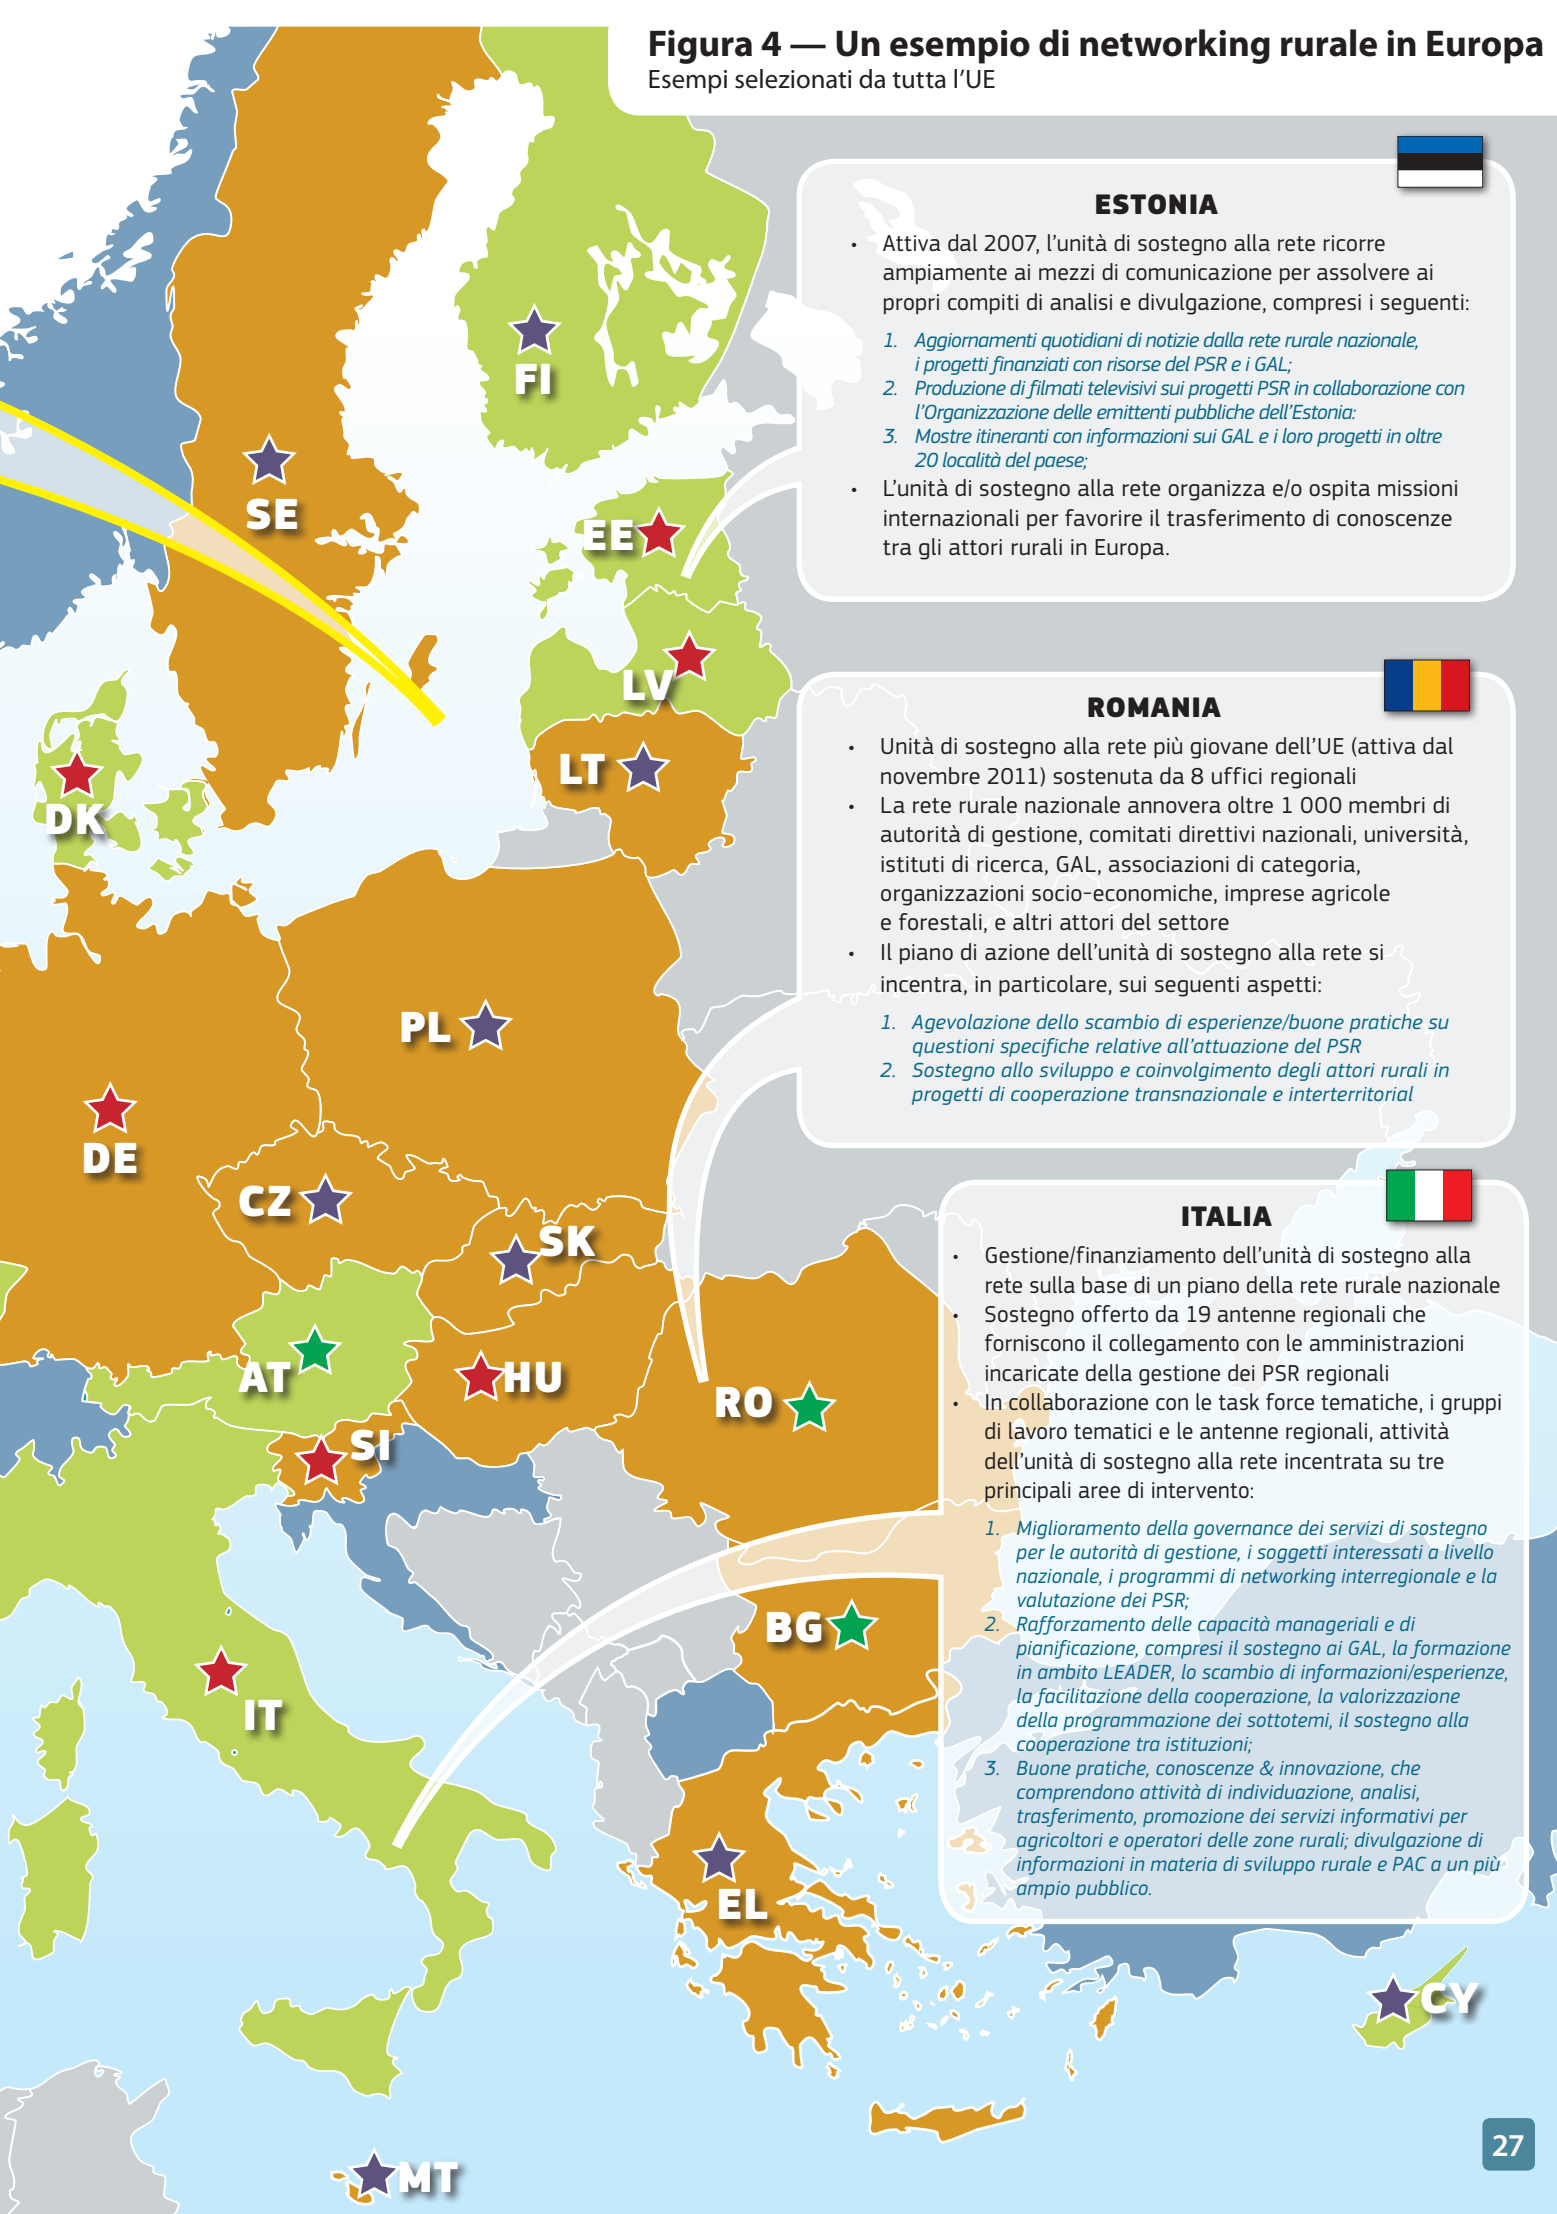 Figura 4 — Un esempio di networking rurale in Europa
Esempi selezionati da tutta l'UE
ESTONIA
• Attiva dal 2007, l'unità di sostegno alla rete ricorre
ampiamente ai mezzi di comunicazione per assolvere ai
propri compiti di analisi e divulgazione, compresi i seguenti:
1. Aggiornamenti quotidiani di notizie dalla rete rurale nazionale,
i progetti finanziati con risorse del PSR e i GAL;
2. Produzione di filmati televisivi sui progetti PSR in collaborazione con
l'Organizzazione delle emittenti pubbliche dell'Estonia:
3. Mostre itineranti con informazioni sui GAL e i loro progetti in oltre
20 località del paese;
• L'unità di sostegno alla rete organizza e/o ospita missioni
internazionali per favorire il trasferimento di conoscenze
tra gli attori rurali in Europa.
FI
SE
EE
LV
LT
DK
ROMANIA
• Unità di sostegno alla rete più giovane dell'UE (attiva dal
novembre 2011) sostenuta da 8 uffici regionali
• La rete rurale nazionale annovera oltre 1 000 membri di
autorità di gestione, comitati direttivi nazionali, università,
istituti di ricerca, GAL, associazioni di categoria,
organizzazioni socio-economiche, imprese agricole
e forestali, e altri attori del settore
• Il piano di azione dell'unità di sostegno alla rete si
incentra, in particolare, sui seguenti aspetti:
1. Agevolazione dello scambio di esperienze/buone pratiche su
questioni specifiche relative all'attuazione del PSR
2. Sostegno allo sviluppo e coinvolgimento degli attori rurali in
progetti di cooperazione transnazionale e interterritorial
PL
DE
CZ
SK
AT
HU
RO
SI
BG
IT
EL
CY
MT
ITALIA
• Gestione/finanziamento dell'unità di sostegno alla
rete sulla base di un piano della rete rurale nazionale
• Sostegno offerto da 19 antenne regionali che
forniscono il collegamento con le amministrazioni
incaricate della gestione dei PSR regionali
• In collaborazione con le task force tematiche, i gruppi
di lavoro tematici e le antenne regionali, attività
dell'unità di sostegno alla rete incentrata su tre
principali aree di intervento:
1. Miglioramento della governance dei servizi di sostegno
per le autorità di gestione, i soggetti interessati a livello
nazionale, i programmi di networking interregionale e la
valutazione dei PSR;
2. Rafforzamento delle capacità manageriali e di
pianificazione, compresi il sostegno ai GAL, la formazione
in ambito LEADER, lo scambio di informazioni/esperienze,
la facilitazione della cooperazione, la valorizzazione
della programmazione dei sottotemi, il sostegno alla
cooperazione tra istituzioni;
3. Buone pratiche, conoscenze & innovazione, che
comprendono attività di individuazione, analisi,
trasferimento, promozione dei servizi informativi per
agricoltori e operatori delle zone rurali; divulgazione di
informazioni in materia di sviluppo rurale e PAC a un più
ampio pubblico.
27